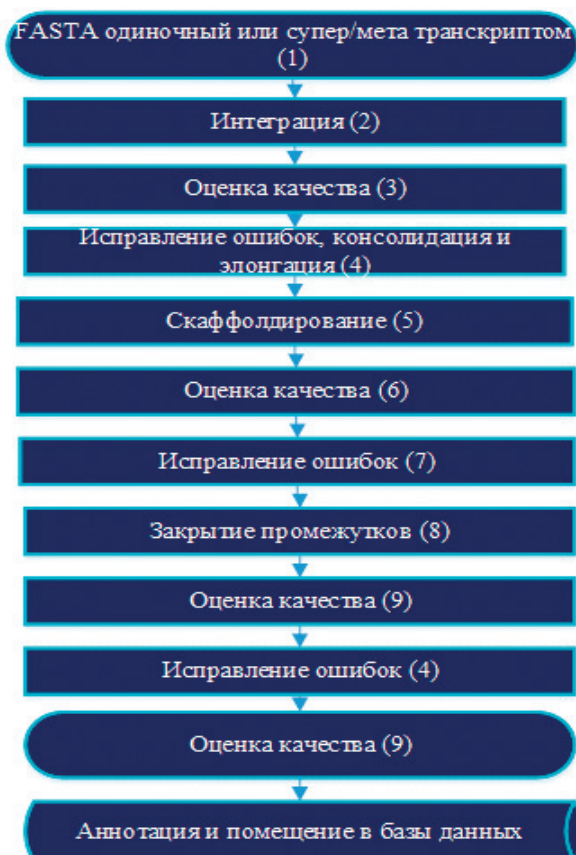 FASTA одиночный или супер/мета транскриптом
(1)
Интеграция (2)
Оценка качества (3)
Исправление ошибок, консолидация и
элонгация (4)
Скаффолдирование (5)
Оценка качества (6)
Исправление ошибок (7)
Закрытие промежутков (8)
Оценка качества (9)
Исправление ошибок (4)
Оценка качества (9)
Аннотация и помещение в базы данных